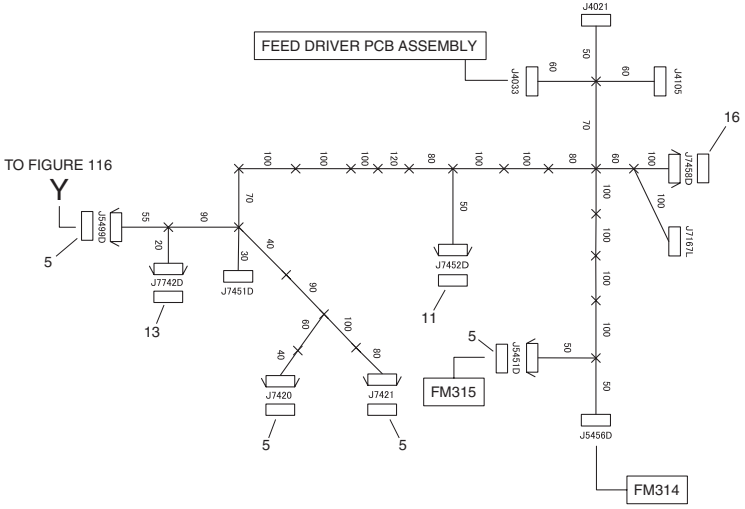 J4021
50
FEED DRIVER PCB ASSEMBLY
60
60
J4033
J4105
70
16
TO FIGURE 116
Y
100
100
100
120
80
100
100
80
60
100
J7458D
70
100
100
J7167L
J5499D
55
90
50
5
20
30
40
100
J7742D
J7451D
J7452D
13
90
11
100
60
100
100
5
J5451D
50
40
80
FM315
50
J7420
J7421
5
5
J5456D
FM314